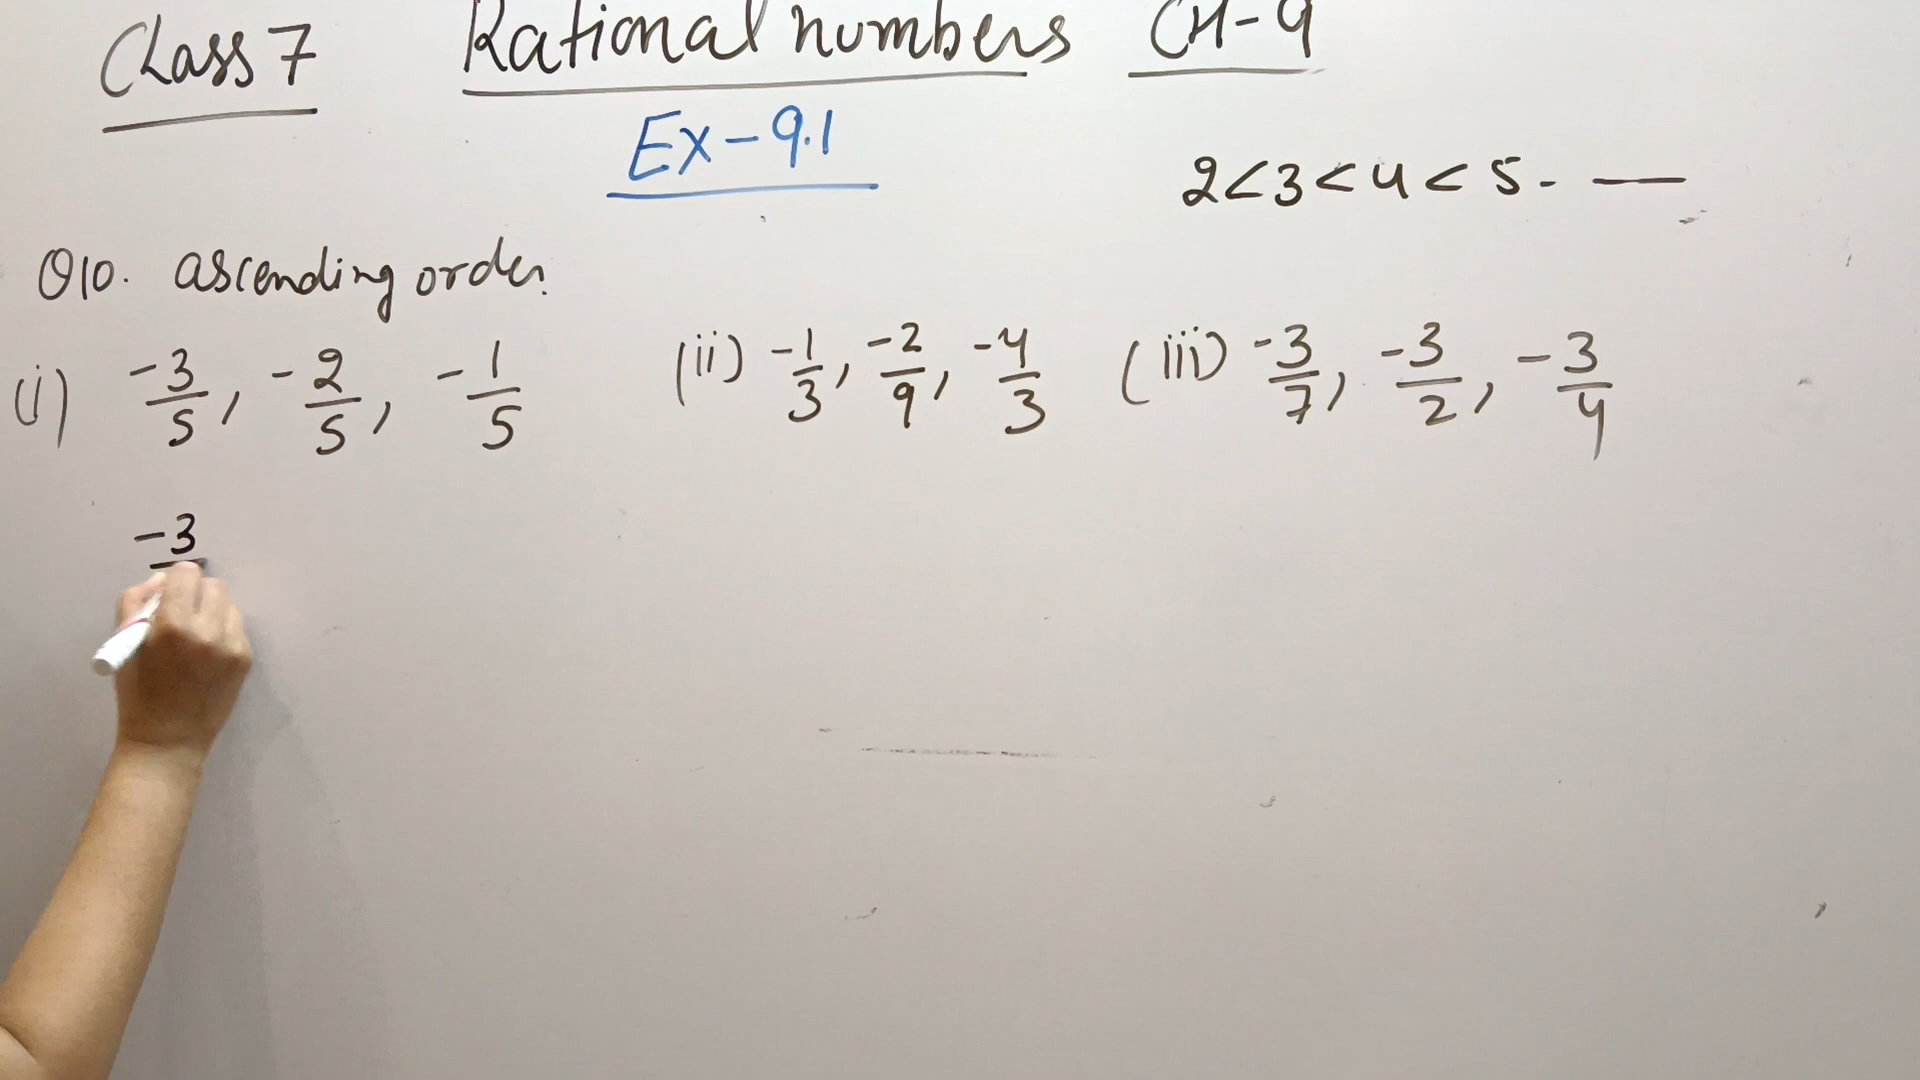 Class 7 Rational numbers CH-9
Ex-9.1
2<3<4<5. —
Q10. ascending order.
(i) -3/5, -2/5, -1/5 (ii) -1/3, -2/9, -4/3 (iii) -3/7, -3/2, -3/4
-3